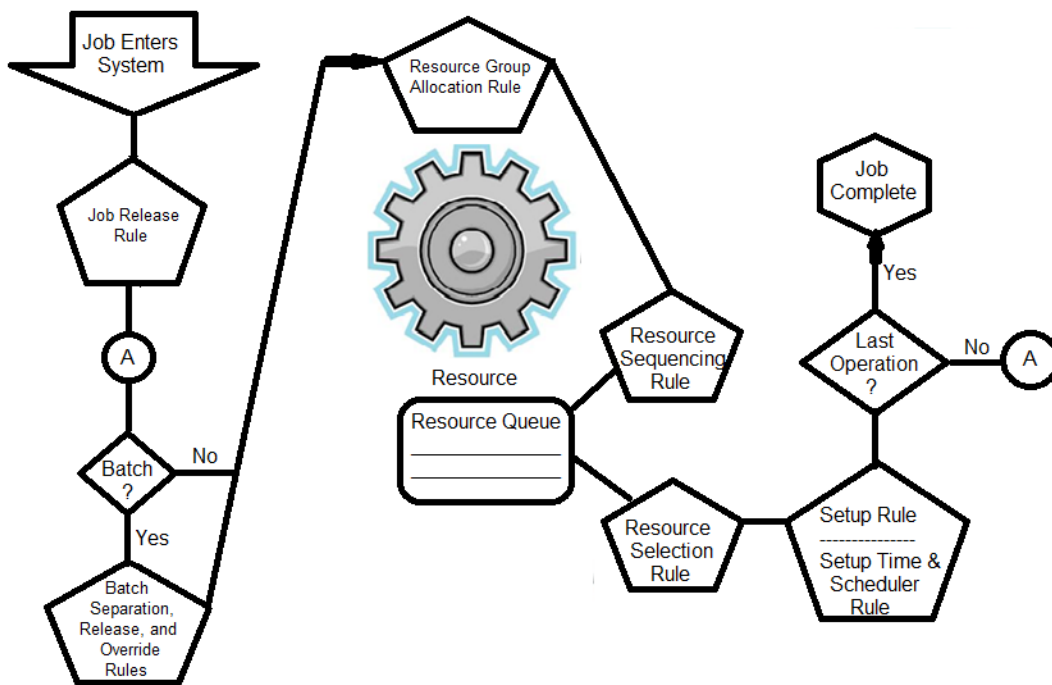 Job Enters
System
Job Release
Rule
A
Batch
?
No
Yes
Batch
Separation,
Release, and
Override
Rules
Resource Group
Allocation Rule
Resource
Sequencing
Rule
Resource
Resource Queue
Resource
Selection
Rule
Setup Rule
---------------
Setup Time &
Scheduler
Rule
Last
Operation
?
No
A
Yes
Job
Complete